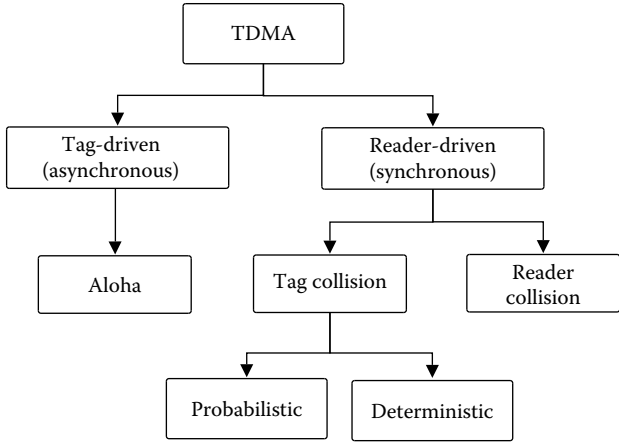 TDMA
Tag-driven
(asynchronous)
Reader-driven
(synchronous)
Aloha
Tag collision
Reader
collision
Probabilistic
Deterministic